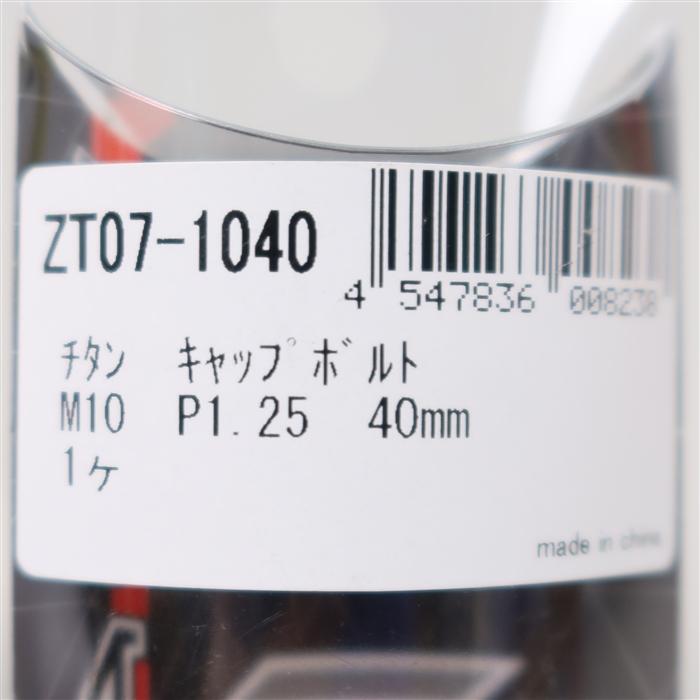 ZT07-1040
4 547836 008238
ﾁﾀﾝ ｷｬｯﾌﾟﾎﾞﾙﾄ
M10 P1.25 40mm
1ヶ
made in china